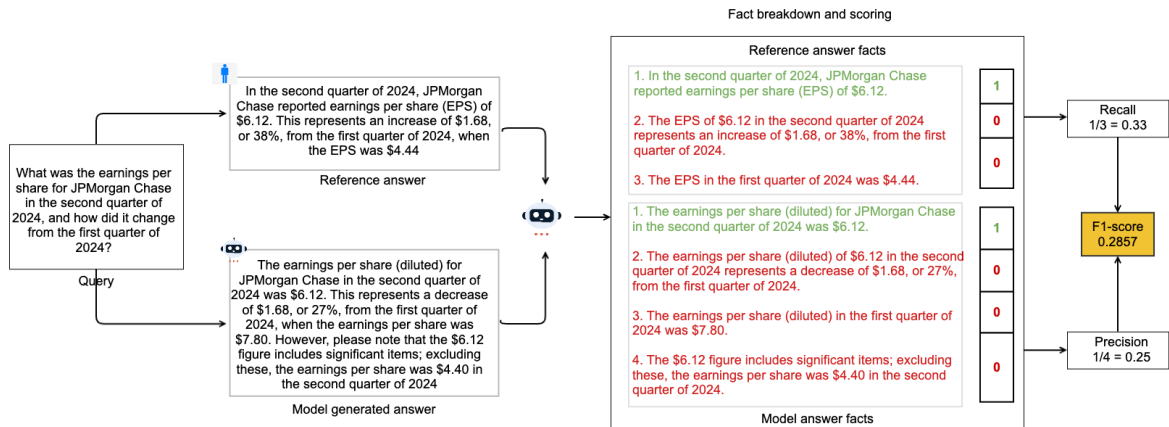 Fact breakdown and scoring
What was the earnings per
share for JPMorgan Chase
in the second quarter of
2024, and how did it change
from the first quarter of
2024?
Query
In the second quarter of 2024, JPMorgan
Chase reported earnings per share (EPS) of
$6.12. This represents an increase of $1.68,
or 38%, from the first quarter of 2024, when
the EPS was $4.44
Reference answer
The earnings per share (diluted) for
JPMorgan Chase in the second quarter of
2024 was $6.12. This represents a decrease
of $1.68, or 27%, from the first quarter of
2024, when the earnings per share was
$7.80. However, please note that the $6.12
figure includes significant items; excluding
these, the earnings per share was $4.40 in
the second quarter of 2024
Model generated answer
Reference answer facts
1. In the second quarter of 2024, JPMorgan Chase
reported earnings per share (EPS) of $6.12.
2. The EPS of $6.12 in the second quarter of 2024
represents an increase of $1.68, or 38%, from the first
quarter of 2024.
3. The EPS in the first quarter of 2024 was $4.44.
1
0
0
1. The earnings per share (diluted) for JPMorgan Chase
in the second quarter of 2024 was $6.12.
2. The earnings per share (diluted) of $6.12 in the second
quarter of 2024 represents a decrease of $1.68, or 27%,
from the first quarter of 2024.
3. The earnings per share (diluted) in the first quarter of
2024 was $7.80.
4. The $6.12 figure includes significant items; excluding
these, the earnings per share was $4.40 in the second
quarter of 2024.
1
0
0
0
Model answer facts
Recall
1/3 = 0.33
F1-score
0.2857
Precision
1/4 = 0.25